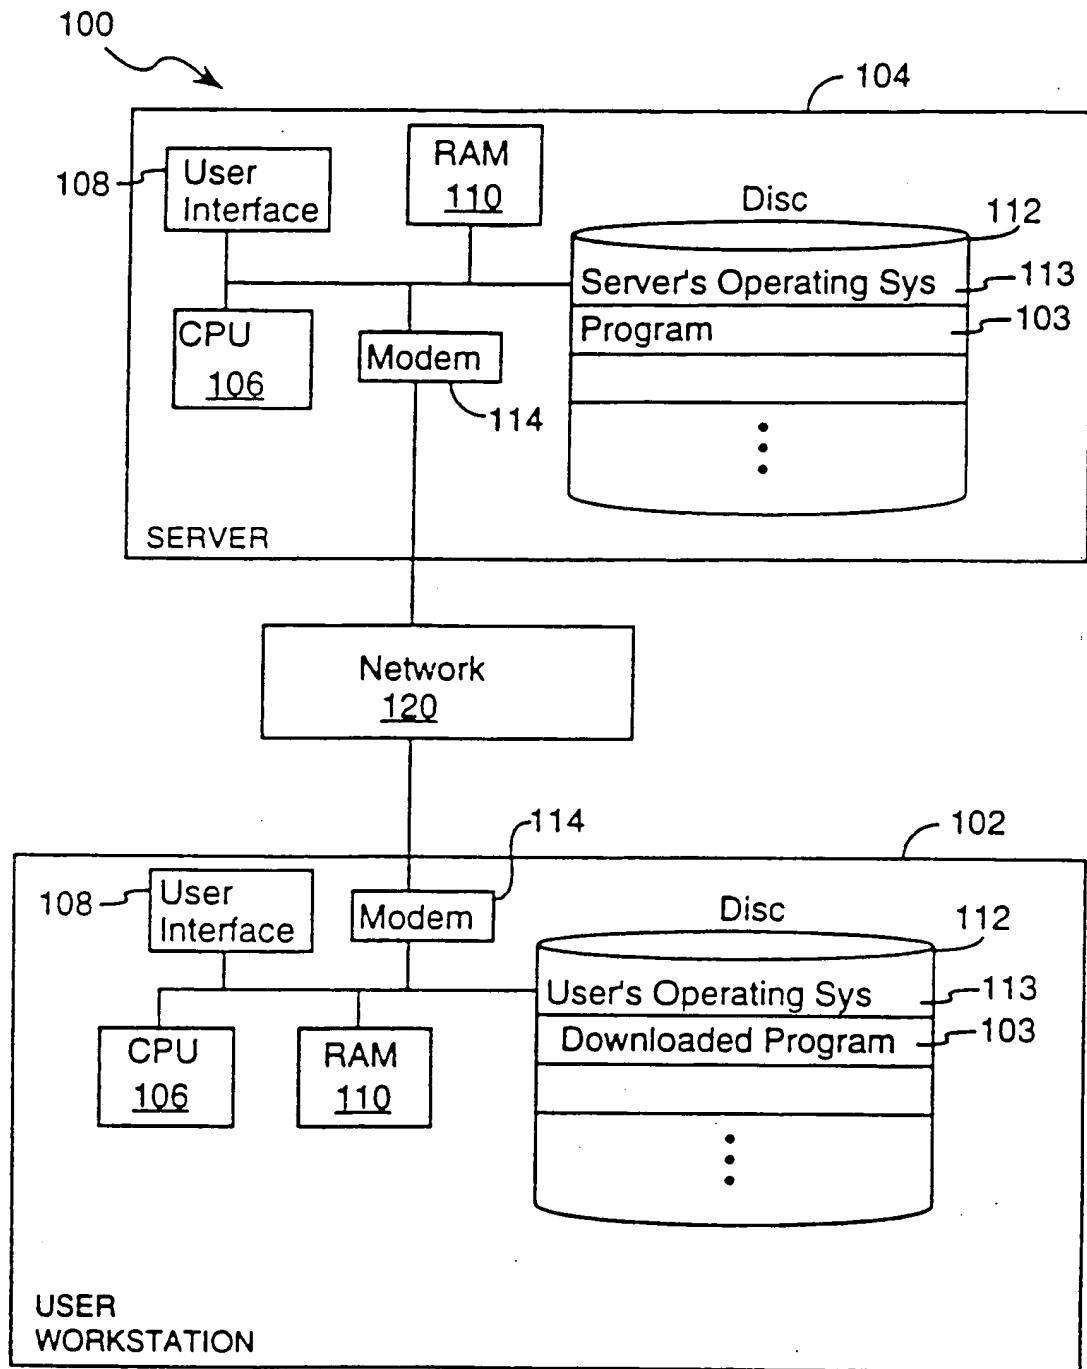 100
104
108
User
Interface
RAM
110
Disc
112
Server's Operating Sys
113
Program
103
CPU
106
Modem
114
SERVER
Network
120
114
102
108
User
Interface
Modem
Disc
112
User's Operating Sys
113
Downloaded Program
103
CPU
106
RAM
110
USER
WORKSTATION